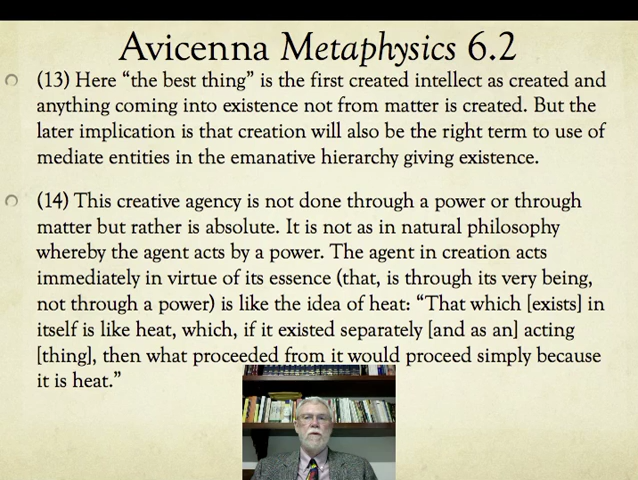 Avicenna Metaphysics 6.2
(13) Here “the best thing” is the first created intellect as created and
anything coming into existence not from matter is created. But the
later implication is that creation will also be the right term to use of
mediate entities in the emanative hierarchy giving existence.
(14) This creative agency is not done through a power or through
matter but rather is absolute. It is not as in natural philosophy
whereby the agent acts by a power. The agent in creation acts
immediately in virtue of its essence (that, is through its very being,
not through a power) is like the idea of heat: “That which [exists] in
itself is like heat, which, if it existed separately [and as an] acting
[thing], then what proceeded from it would proceed simply because
it is heat.”